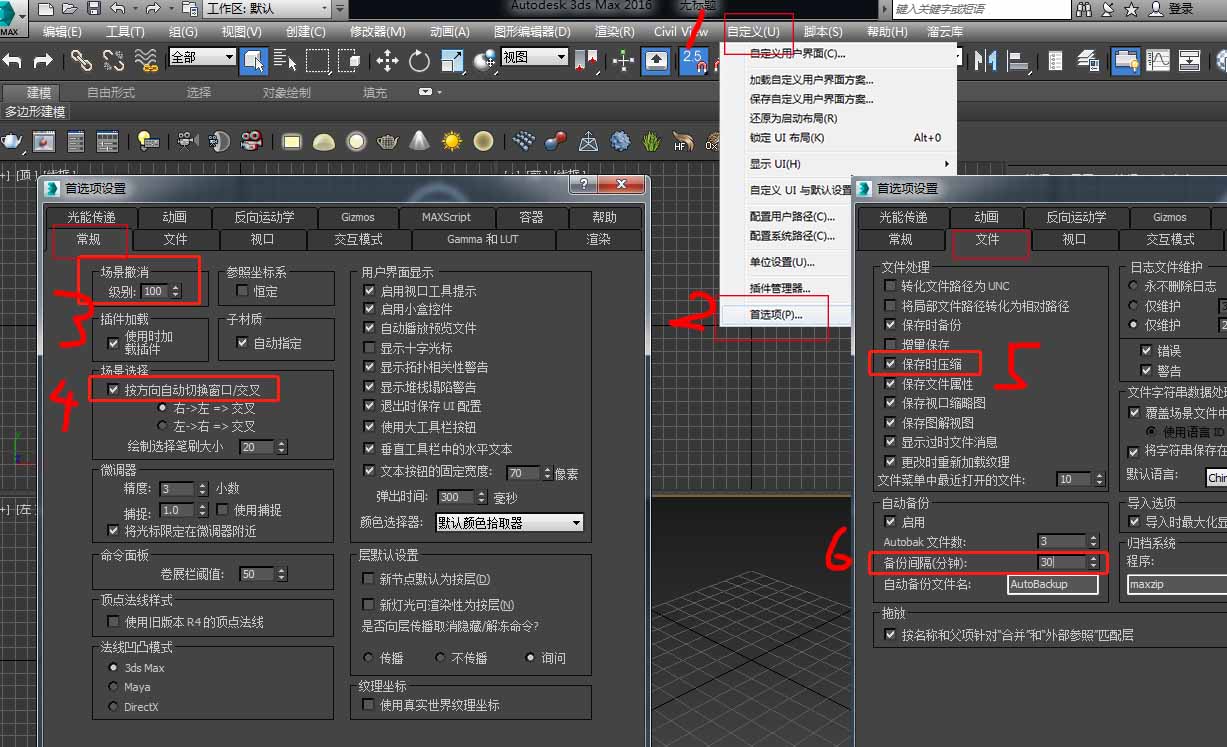 工作区: 默认
Autodesk 3ds Max 2016 无标题
键入关键字或短语
登录
MAX
编辑(E) 工具(T) 组(G) 视图(V) 创建(C) 修改器(M) 动画(A) 图形编辑器(D) 渲染(R) Civil View 自定义(U) 脚本(S) 帮助(H) 溜云库
1
全部
视图
2.5
建模 自由形式 选择 对象绘制 填充
多边形建模
HF
自定义用户界面(C)...
加载自定义用户界面方案...
保存自定义用户界面方案...
还原为启动布局(R)
锁定 UI 布局(K) Alt+0
显示 UI(H)
自定义 UI 与默认设置
配置用户路径(C)...
配置系统路径(C)...
单位设置(U)...
插件管理器...
首选项(P)...
2
首选项设置
光能传递 动画 反向运动学 Gizmos MAXScript 容器 帮助
常规 文件 视口 交互模式 Gamma 和 LUT 渲染
场景撤消
级别: 100
3
插件加载
使用时加
载插件
场景选择
4
按方向自动切换窗口/交叉
右->左 => 交叉
左->右 => 交叉
绘制选择笔刷大小 20
微调器
精度: 3 小数
捕捉: 1.0 使用捕捉
将光标限定在微调器附近
命令面板
卷展栏阈值: 50
顶点法线样式
使用旧版本 R4 的顶点法线
法线凹凸模式
3ds Max
Maya
DirectX
参照坐标系
恒定
子材质
自动指定
用户界面显示
启用视口工具提示
启用小盒控件
自动播放预览文件
显示十字光标
显示拓扑相关性警告
显示堆栈塌陷警告
退出时保存 UI 配置
使用大工具栏按钮
垂直工具栏中的水平文本
文本按钮的固定宽度: 70 像素
弹出时间: 300 毫秒
颜色选择器: 默认颜色拾取器
层默认设置
新节点默认为按层(D)
新灯光可渲染性为按层(N)
是否向层传播取消隐藏/解冻命令?
传播 不传播 询问
纹理坐标
使用真实世界纹理坐标
首选项设置
光能传递 动画 反向运动学 Gizmos
常规 文件 视口 交互模式
文件处理
转化文件路径为 UNC
将局部文件路径转化为相对路径
保存时备份
增量保存
保存时压缩
5
保存文件属性
保存视口缩略图
保存图解视图
显示过时文件消息
更改时重新加载纹理
文件菜单中最近打开的文件: 10
自动备份
启用
Autobak 文件数: 3
6
备份间隔(分钟): 30
自动备份文件名: AutoBackup
拖放
按名称和父项针对“合并”和“外部参照”匹配层
日志文件维护
永不删除日志
仅维护
仅维护
错误
警告
文件字符串数据处
覆盖场景文件中
使用语言 ID
将字符串保存在
默认语言: Chin
导入选项
导入时最大化显
归档系统
程序:
maxzip